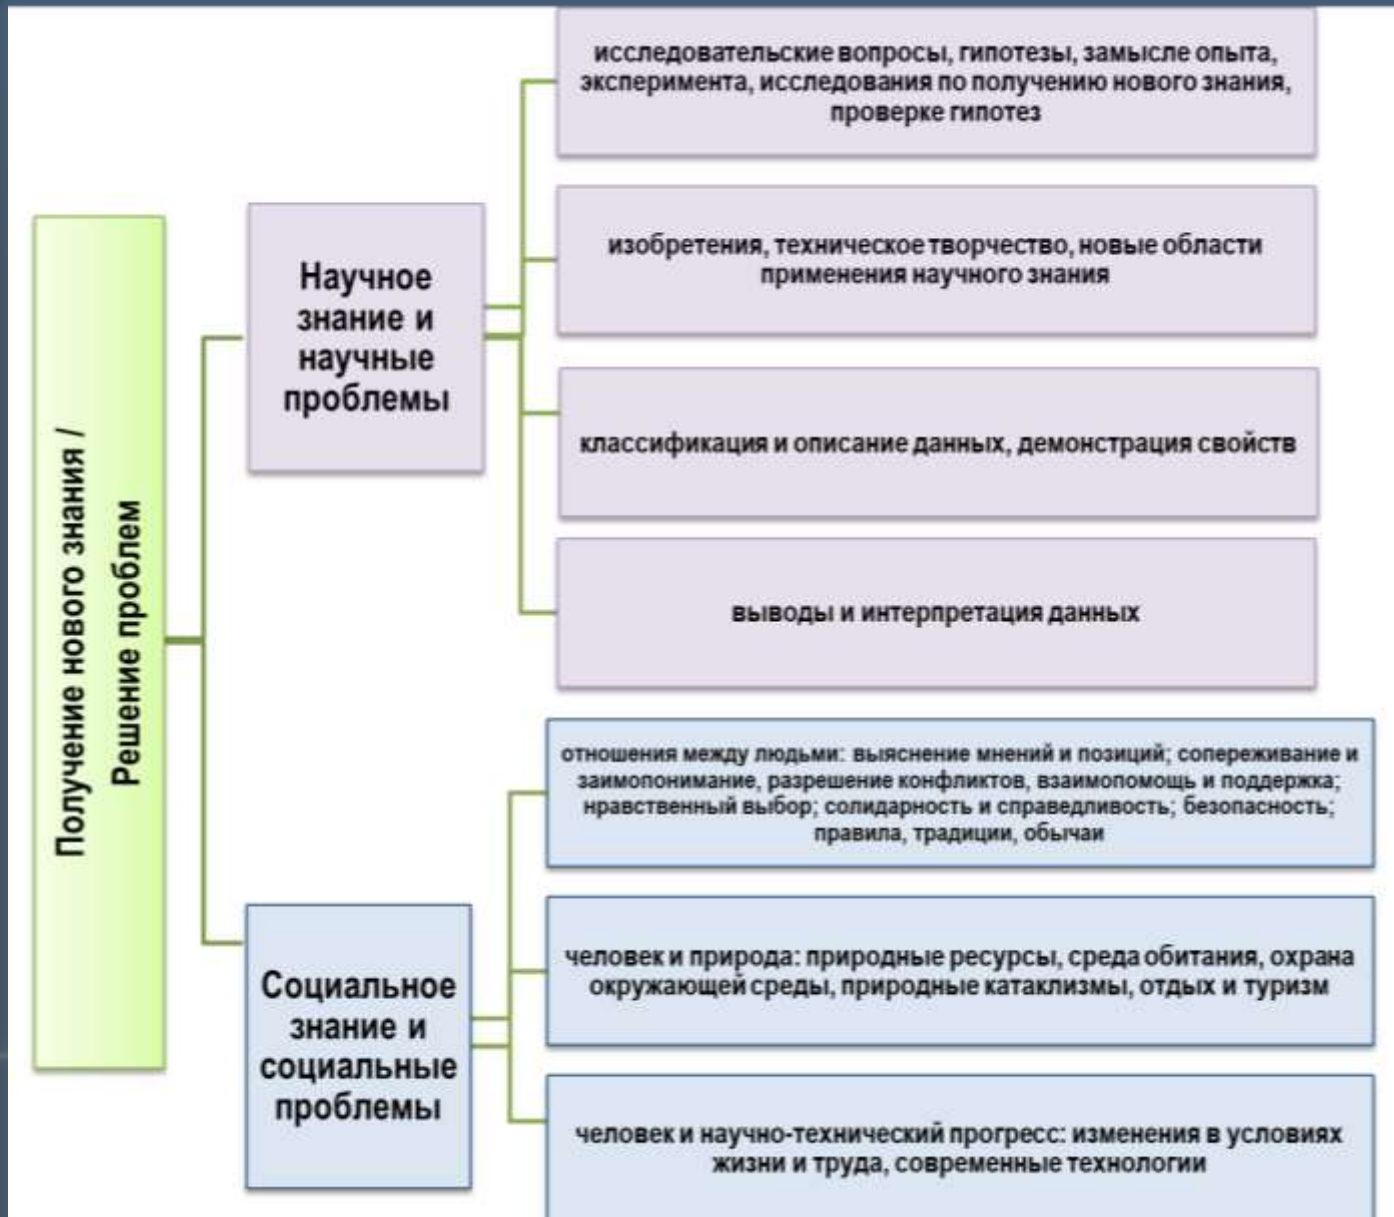 Получение нового знания /
Решение проблем
Научное
знание и
научные
проблемы
исследовательские вопросы, гипотезы, замысле опыта,
эксперимента, исследования по получению нового знания,
проверке гипотез
изобретения, техническое творчество, новые области
применения научного знания
классификация и описание данных, демонстрация свойств
выводы и интерпретация данных
Социальное
знание и
социальные
проблемы
отношения между людьми: выяснение мнений и позиций; сопереживание и
заимопонимание, разрешение конфликтов, взаимопомощь и поддержка;
нравственный выбор; солидарность и справедливость; безопасность;
правила, традиции, обычаи
человек и природа: природные ресурсы, среда обитания, охрана
окружающей среды, природные катаклизмы, отдых и туризм
человек и научно-технический прогресс: изменения в условиях
жизни и труда, современные технологии